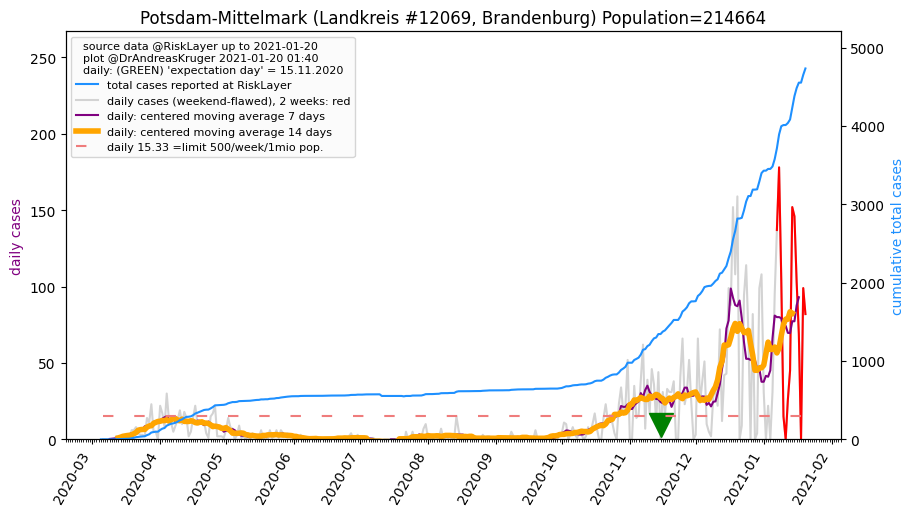 Potsdam-Mittelmark (Landkreis #12069, Brandenburg) Population=214664
source data @RiskLayer up to 2021-01-20
plot @DrAndreasKruger 2021-01-20 01:40
daily: (GREEN) 'expectation day' = 15.11.2020
total cases reported at RiskLayer
daily cases (weekend-flawed), 2 weeks: red
daily: centered moving average 7 days
daily: centered moving average 14 days
daily 15.33 =limit 500/week/1mio pop.
daily cases
250
200
150
100
50
0
cumulative total cases
5000
4000
3000
2000
1000
0
2020-03
2020-04
2020-05
2020-06
2020-07
2020-08
2020-09
2020-10
2020-11
2020-12
2021-01
2021-02